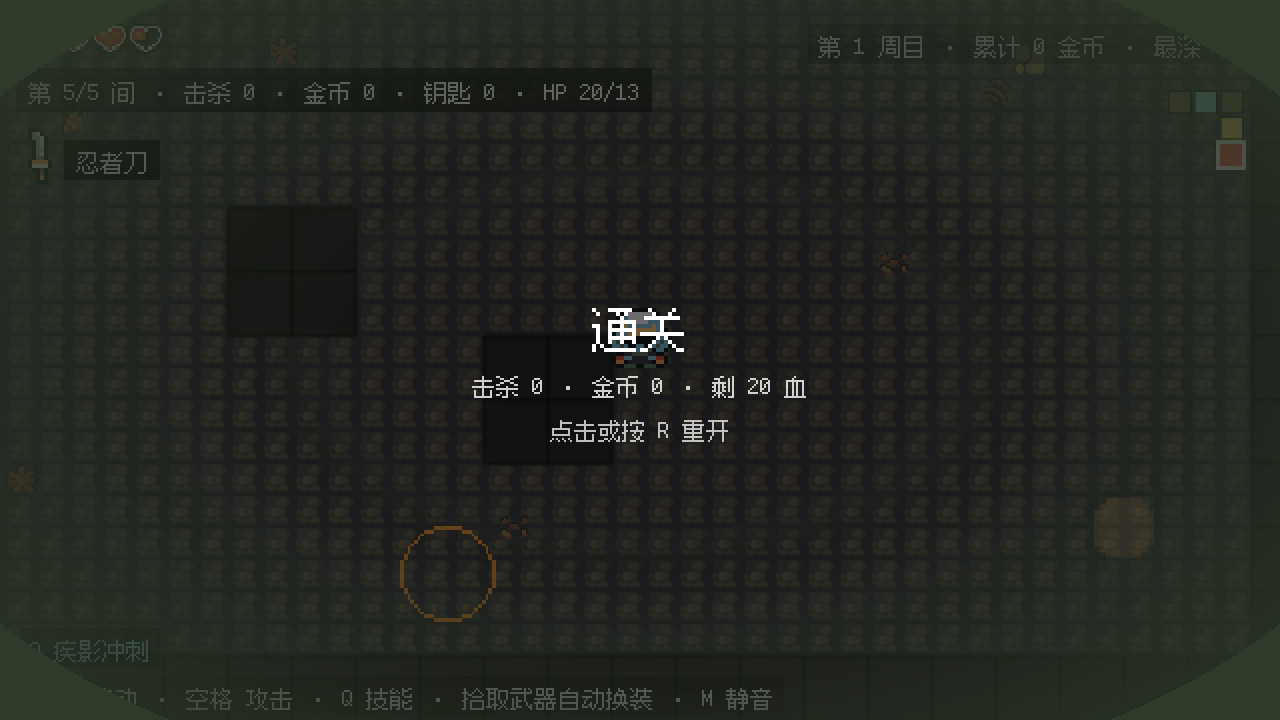 第 1 周目 · 累计 0 金币 · 最深
第 5/5 间 · 击杀 0 · 金币 0 · 钥匙 0 · HP 20/13
忍者刀
通关
击杀 0 · 金币 0 · 剩 20 血
点击或按 R 重开
疾影冲刺
动 · 空格 攻击 · Q 技能 · 拾取武器自动换装 · M 静音